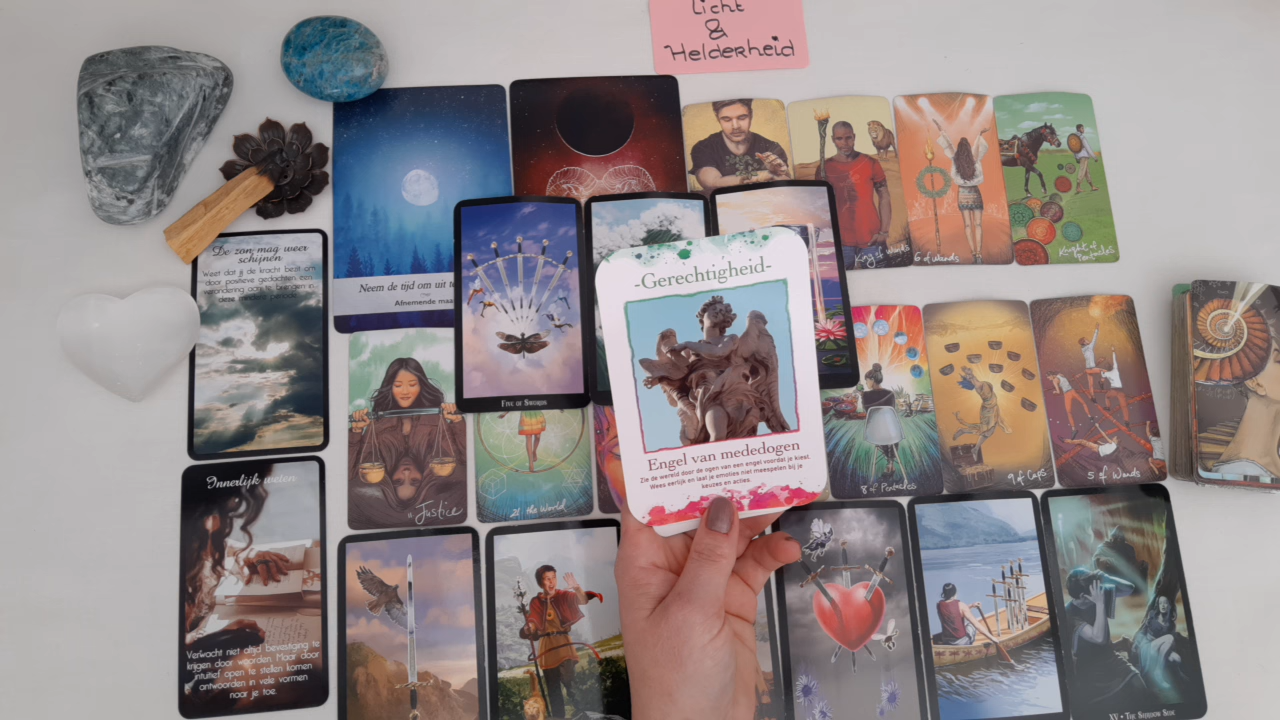 Licht
&
Helderheid
De zon mag weer
schijnen
Weet dat jij de kracht bezit om
door positieve gedachten een
verandering aan te brengen in
deze mindere periode.
Neem de tijd om uit
Afnemende maa
King of Wands
6 of Wands
Knight of
Pentacles
Five of Swords
-Gerechtigheid-
Engel van mededogen
Zie de wereld door de ogen van een engel voordat je kiest.
Wees eerlijk en laat je emoties niet meespelen bij je
keuzes en acties.
11 Justice
21 the World
8 of Pentacles
9 of Cups
5 of Wands
Innerlijk weten
Verwacht niet altijd bevestiging te
krijgen door woorden. Maar door
intuïtief open te stellen komen
antwoorden in vele vormen
naar je toe.
XV • The Shadow Side